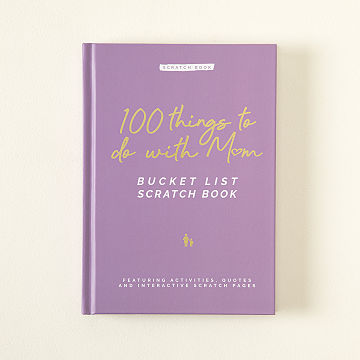 SCRATCH BOOK
100 things to
do with Mom
BUCKET LIST
SCRATCH BOOK
FEATURING ACTIVITIES, QUOTES
AND INTERACTIVE SCRATCH PAGES